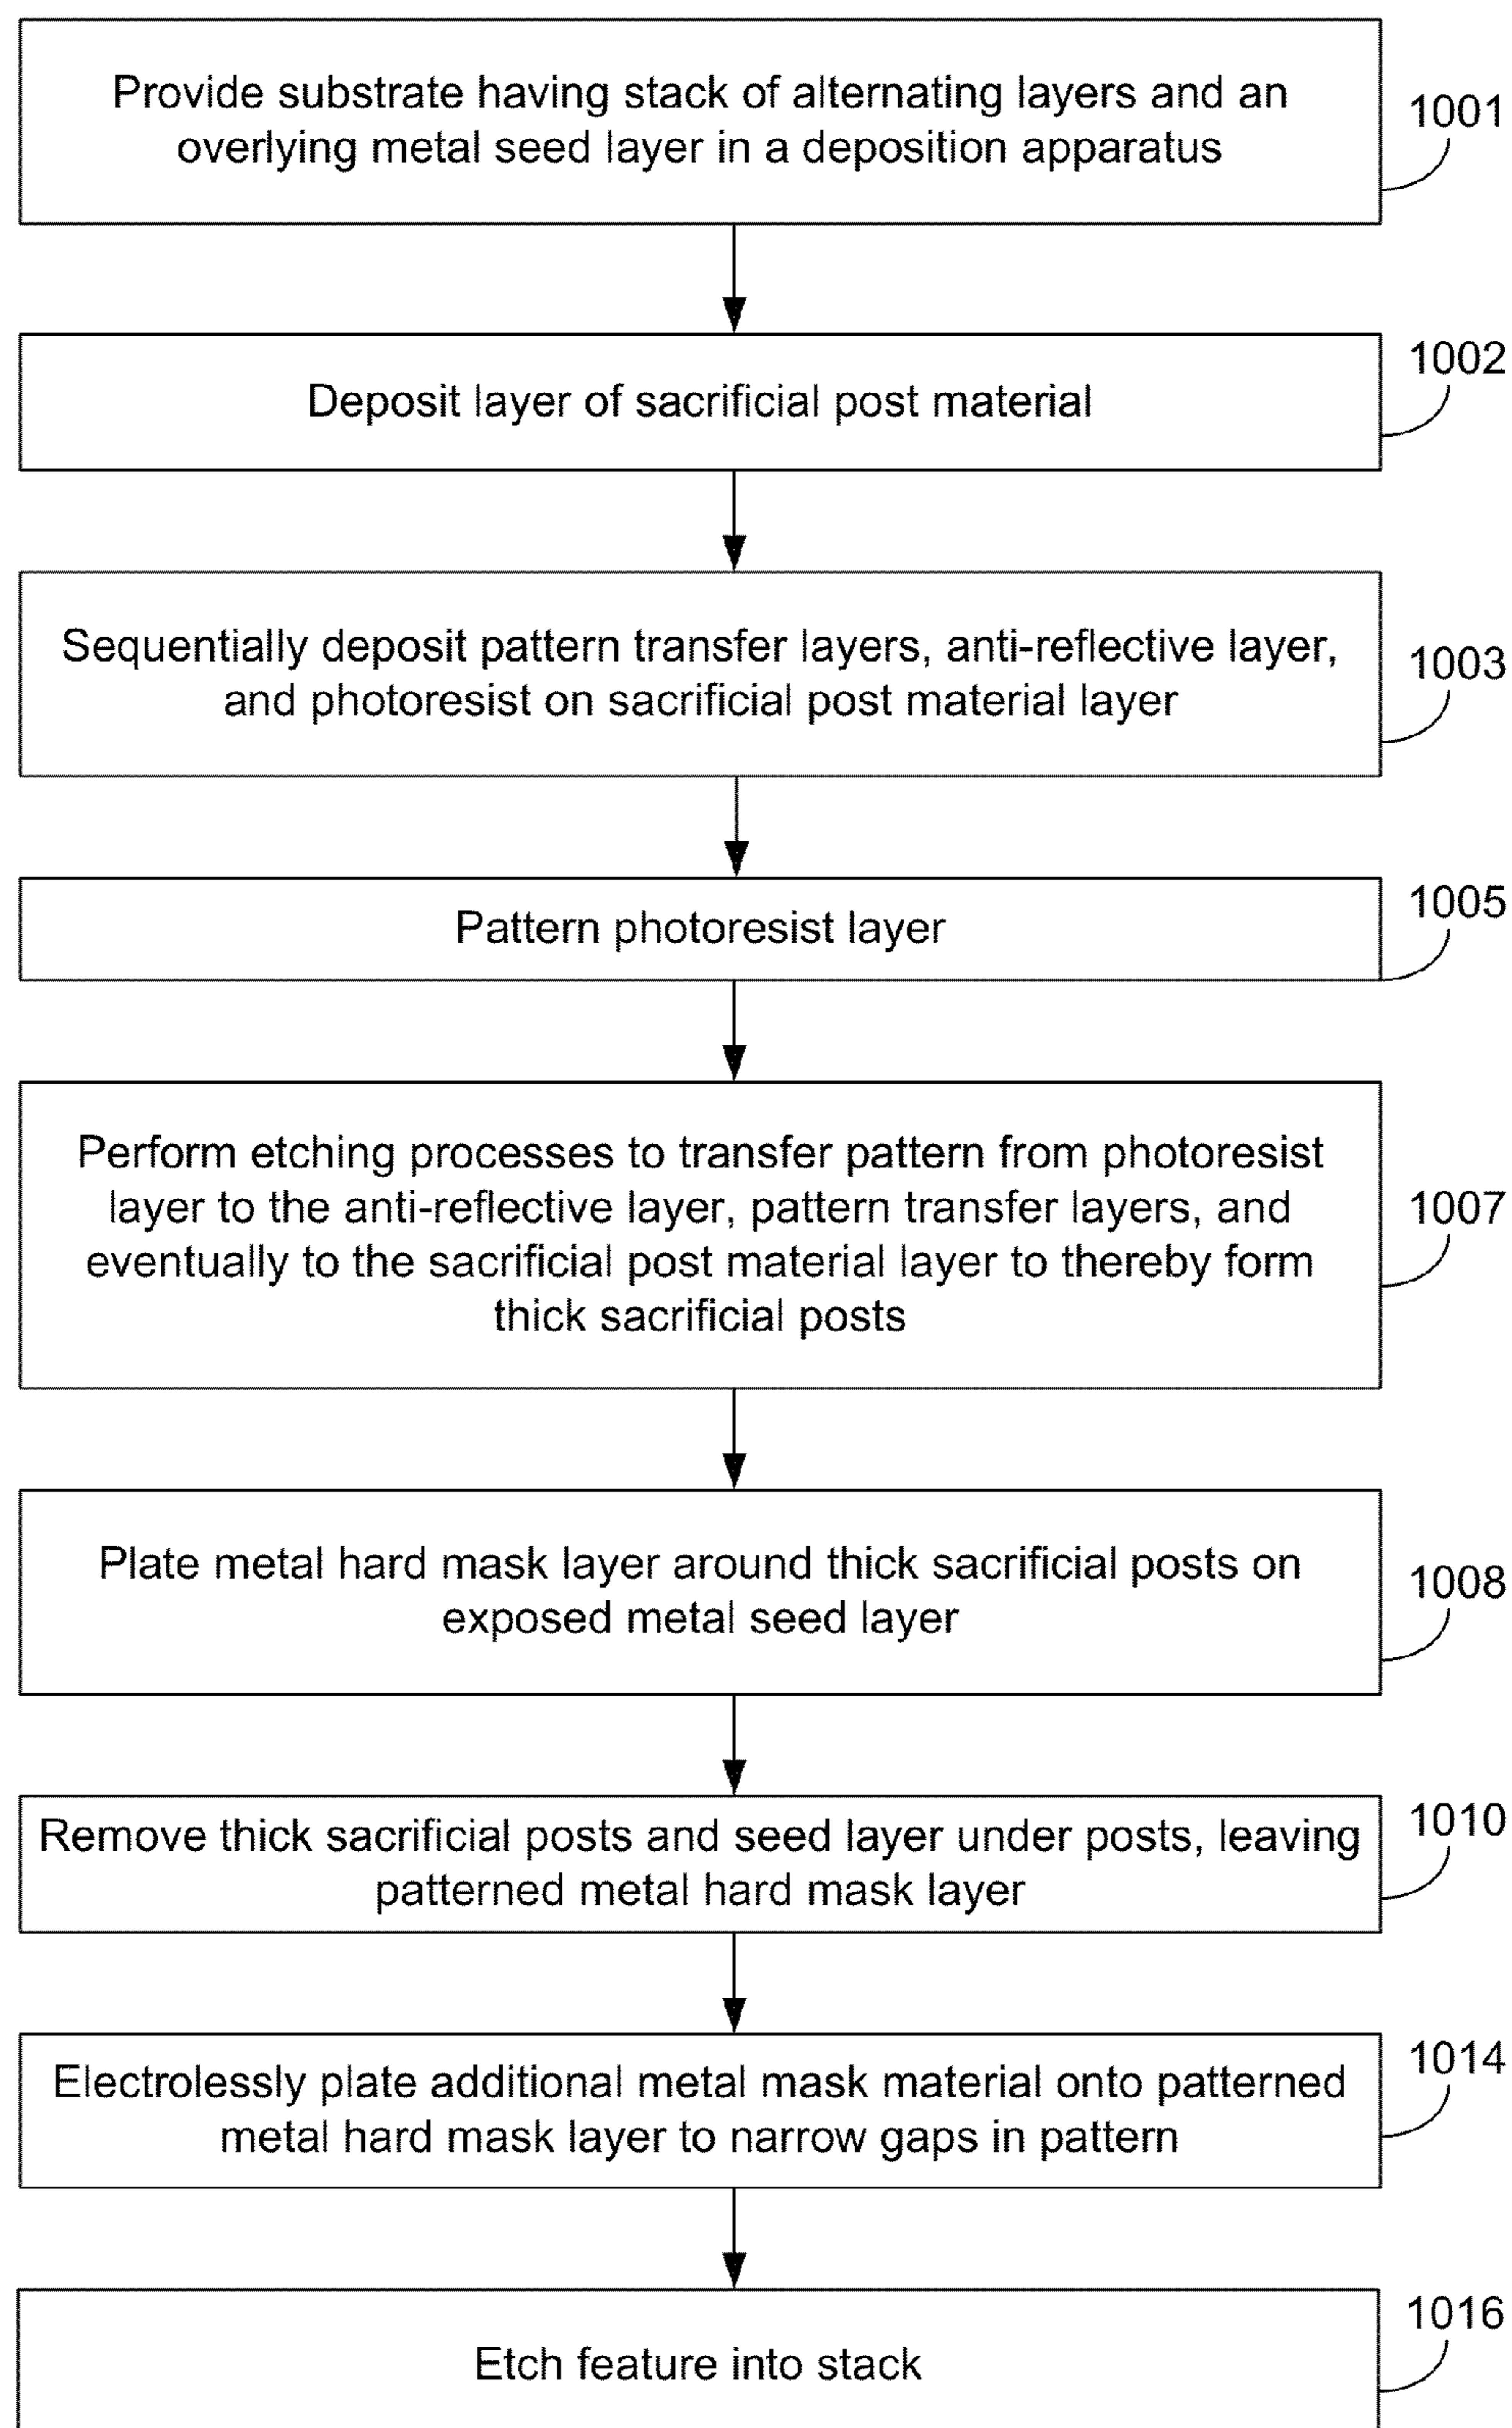 Provide substrate having stack of alternating layers and an
overlying metal seed layer in a deposition apparatus
1001
Deposit layer of sacrificial post material
1002
Sequentially deposit pattern transfer layers, anti-reflective layer,
and photoresist on sacrificial post material layer
1003
Pattern photoresist layer
1005
Perform etching processes to transfer pattern from photoresist
layer to the anti-reflective layer, pattern transfer layers, and
eventually to the sacrificial post material layer to thereby form
thick sacrificial posts
1007
Plate metal hard mask layer around thick sacrificial posts on
exposed metal seed layer
1008
Remove thick sacrificial posts and seed layer under posts, leaving
patterned metal hard mask layer
1010
Electrolessly plate additional metal mask material onto patterned
metal hard mask layer to narrow gaps in pattern
1014
Etch feature into stack
1016